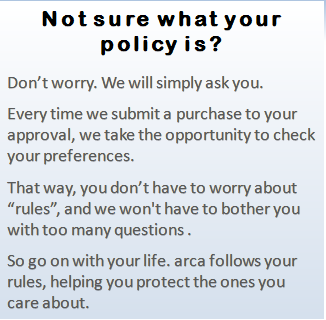 Not sure what your
policy is?
Don’t worry. We will simply ask you.
Every time we submit a purchase to your
approval, we take the opportunity to check
your preferences.
That way, you don’t have to worry about
“rules”, and we won't have to bother you
with too many questions .
So go on with your life. arca follows your
rules, helping you protect the ones you
care about.